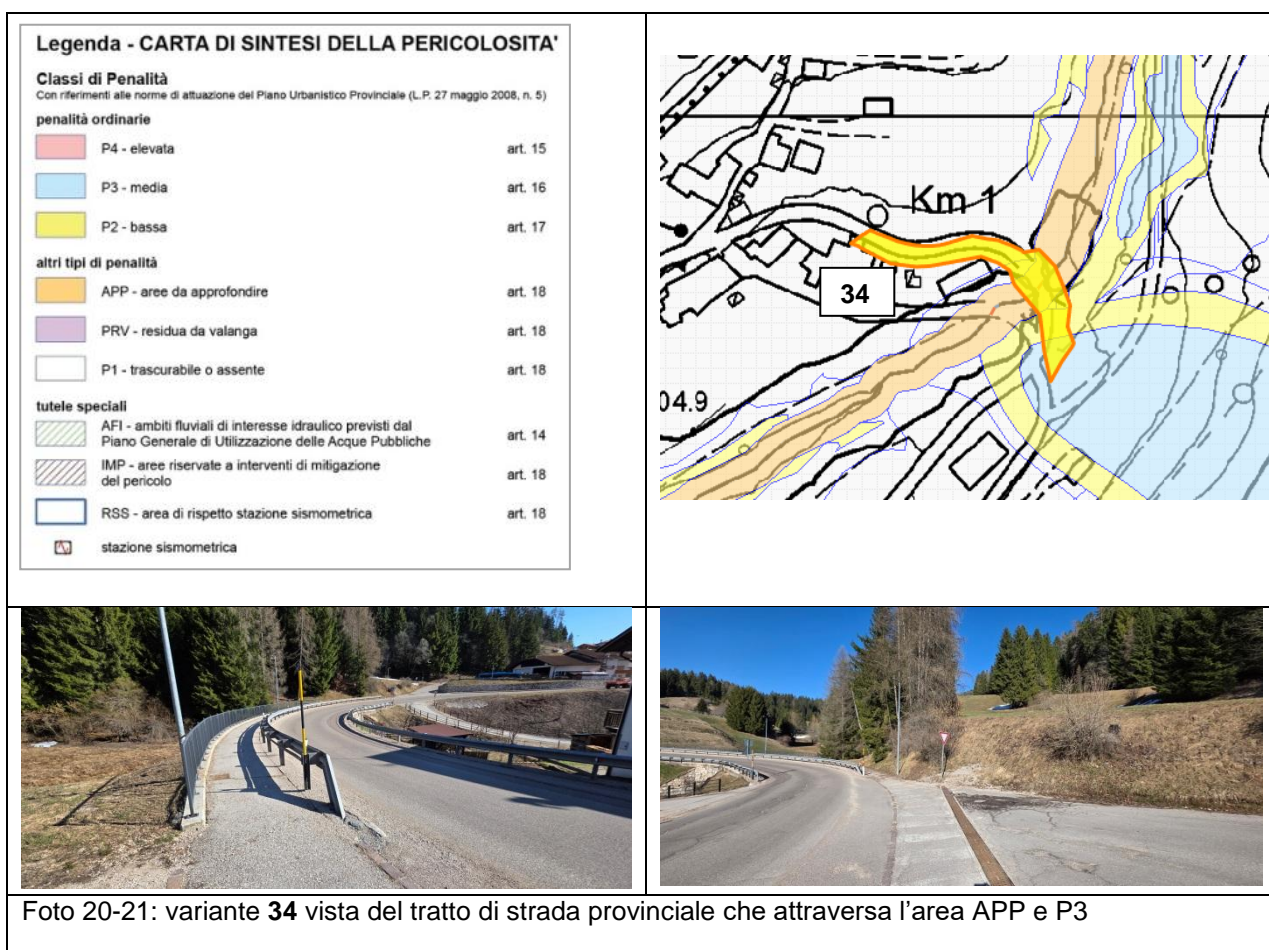 Legenda - CARTA DI SINTESI DELLA PERICOLOSITA'
Classi di Penalità
Con riferimenti alle norme di attuazione del Piano Urbanistico Provinciale (L.P. 27 maggio 2008, n. 5)
penalità ordinarie
P4 - elevata art. 15
P3 - media art. 16
P2 - bassa art. 17
altri tipi di penalità
APP - aree da approfondire art. 18
PRV - residua da valanga art. 18
P1 - trascurabile o assente art. 18
tutele speciali
AFI - ambiti fluviali di interesse idraulico previsti dal
Piano Generale di Utilizzazione delle Acque Pubbliche art. 14
IMP - aree riservate a interventi di mitigazione
del pericolo art. 18
RSS - area di rispetto stazione sismometrica art. 18
stazione sismometrica
Km 1
34
04.9
Foto 20-21: variante 34 vista del tratto di strada provinciale che attraversa l'area APP e P3